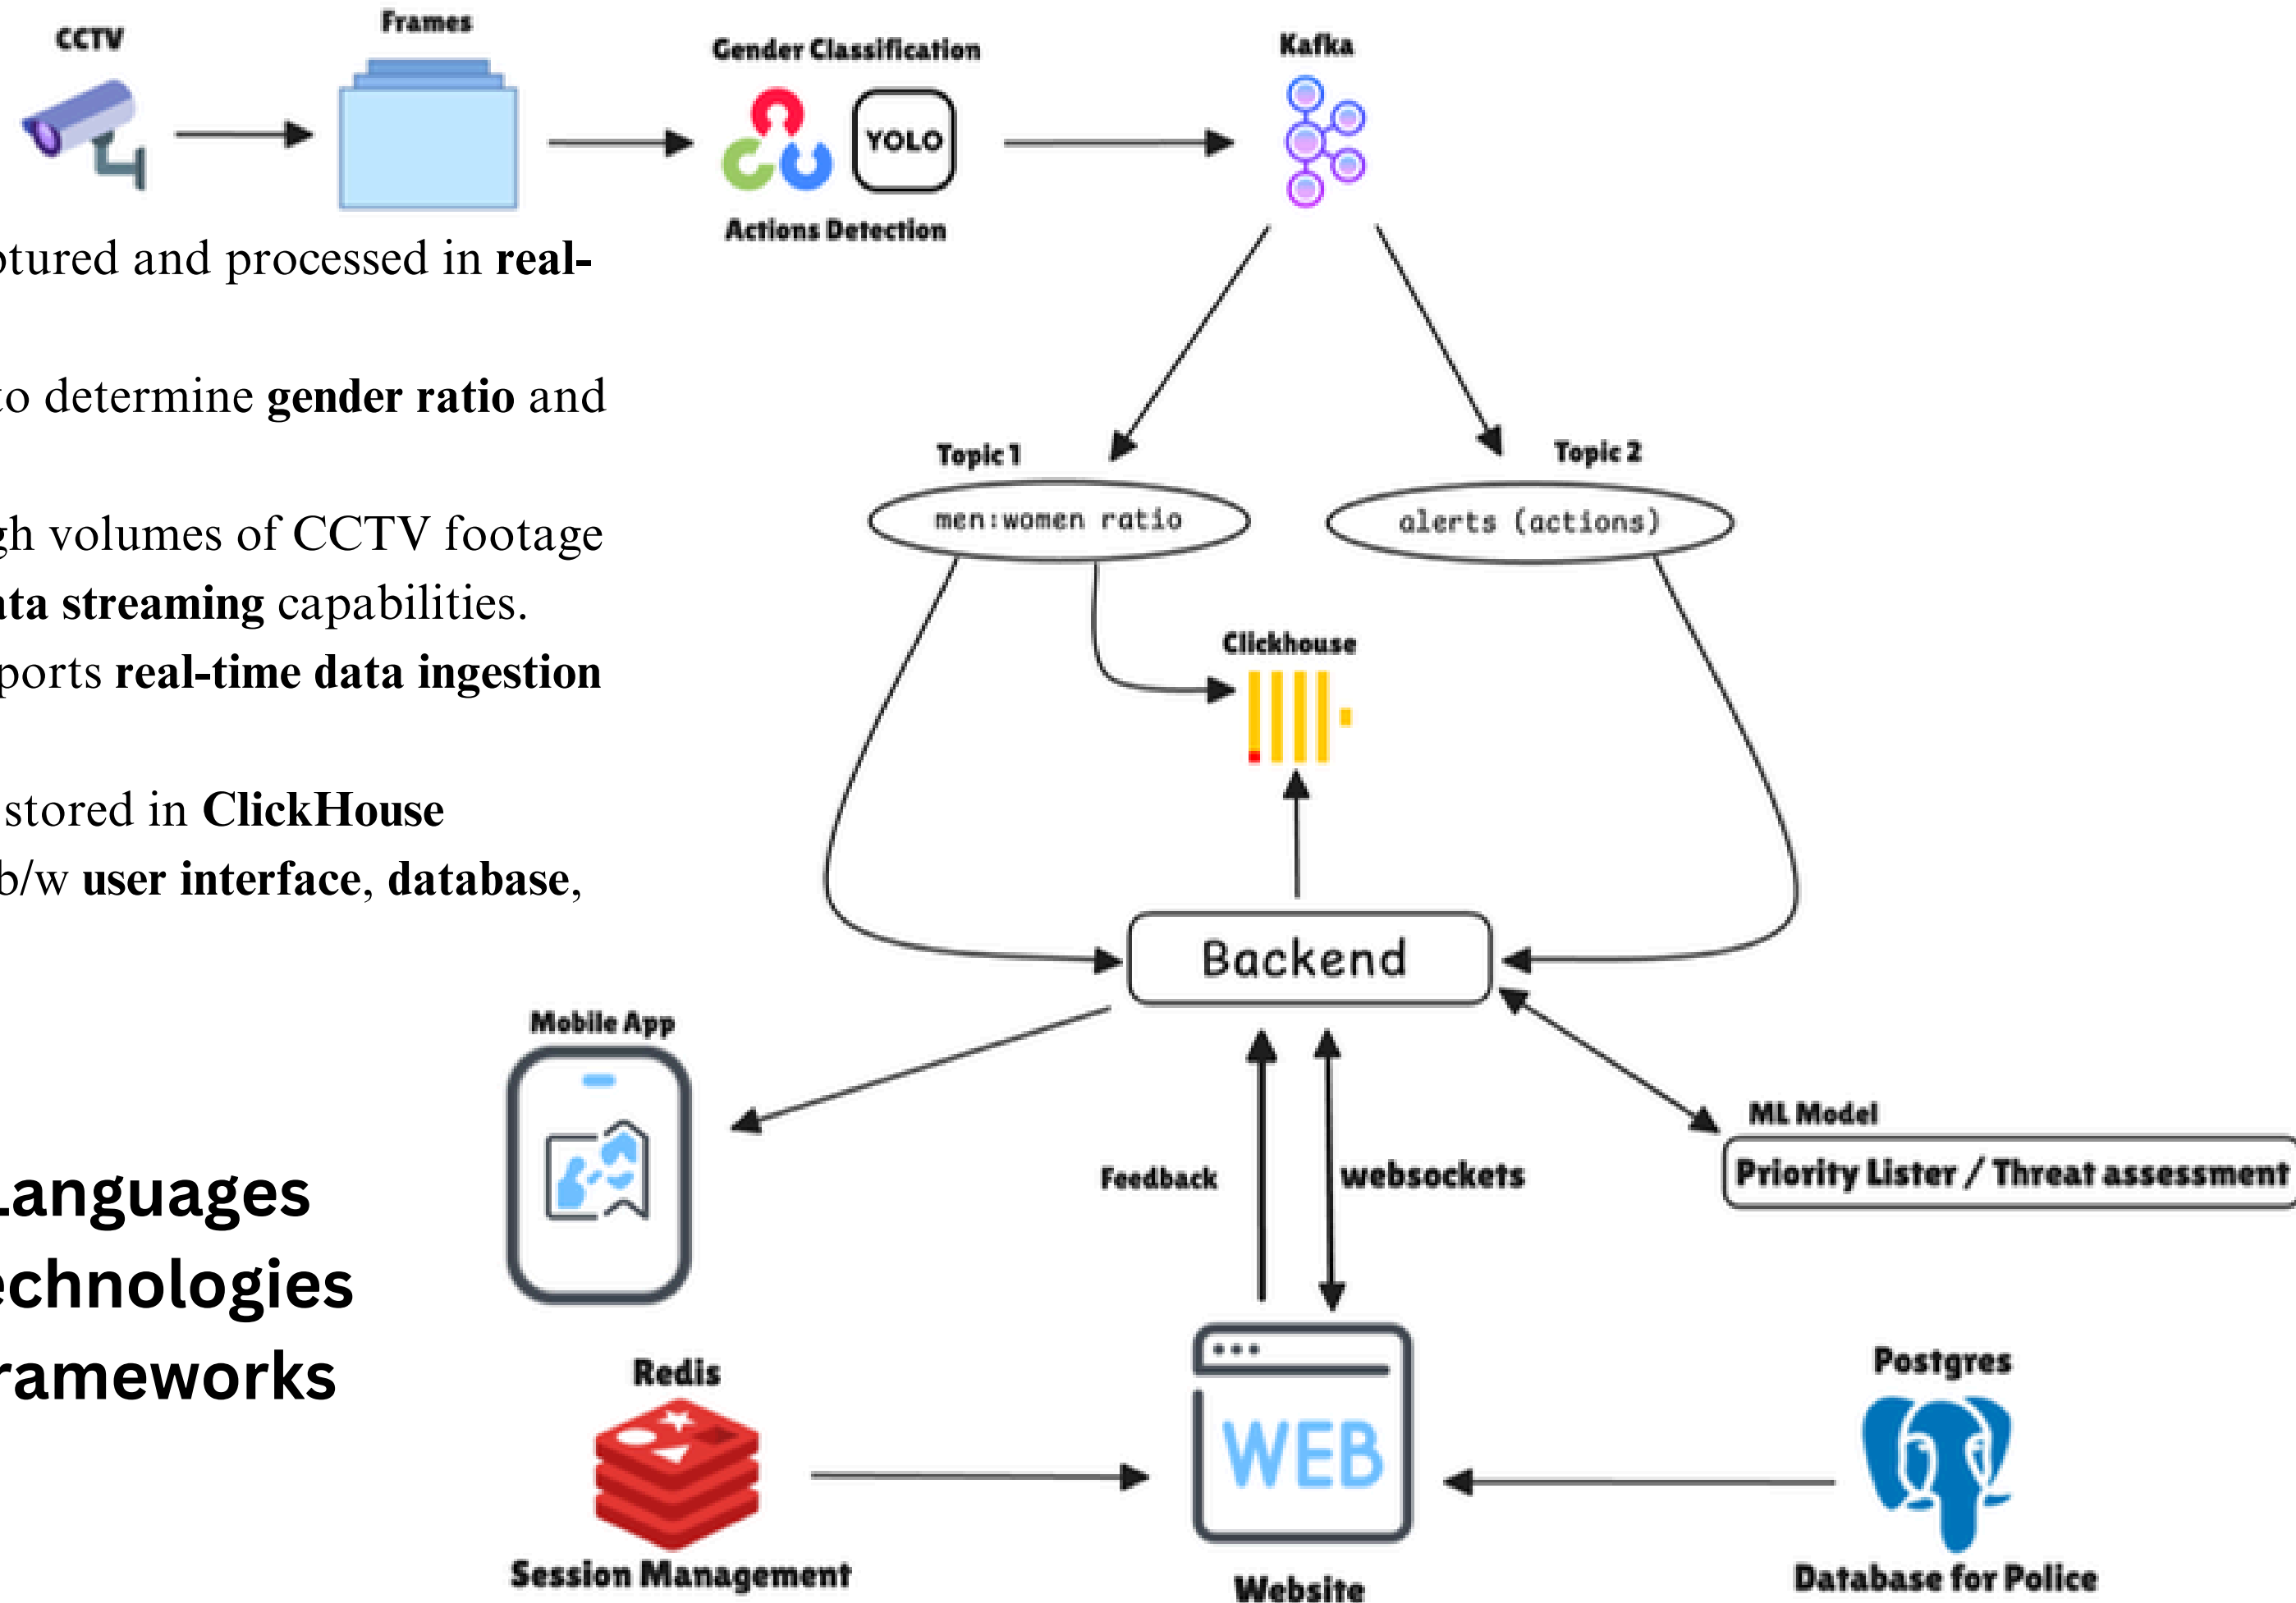 CCTV
Frames
Gender Classification
YOLO
Actions Detection
Kafka
ptured and processed in real-
to determine gender ratio and
gh volumes of CCTV footage
ata streaming capabilities.
ports real-time data ingestion
stored in ClickHouse
b/w user interface, database,
Topic 1
men:women ratio
Topic 2
alerts (actions)
Clickhouse
Backend
Mobile App
Feedback
websockets
ML Model
Priority Lister / Threat assessment
Languages
echnologies
rameworks
Redis
Session Management
WEB
Website
Postgres
Database for Police